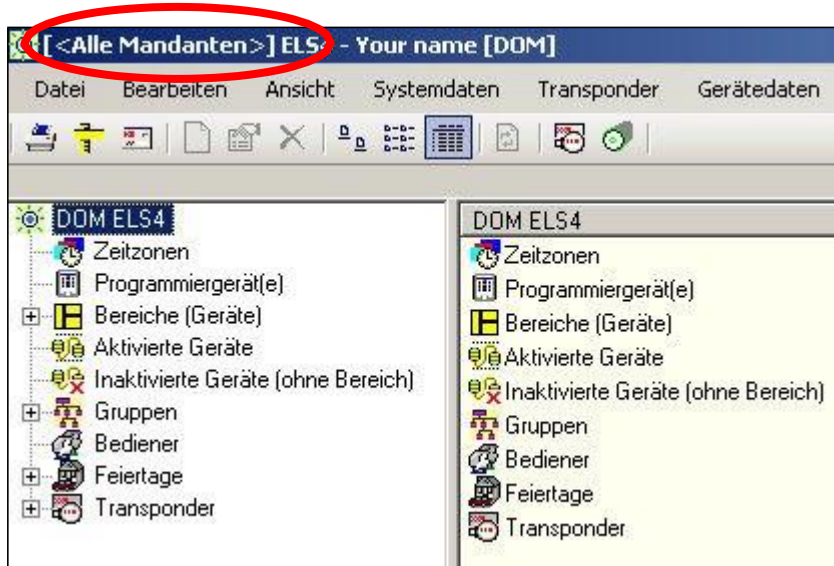 [<Alle Mandanten>] ELS4 - Your name [DOM]
Datei Bearbeiten Ansicht Systemdaten Transponder Gerätedaten
DOM ELS4
Zeitzonen
Programmiergerät(e)
Bereiche (Geräte)
Aktivierte Geräte
Inaktivierte Geräte (ohne Bereich)
Gruppen
Bediener
Feiertage
Transponder
DOM ELS4
Zeitzonen
Programmiergerät(e)
Bereiche (Geräte)
Aktivierte Geräte
Inaktivierte Geräte (ohne Bereich)
Gruppen
Bediener
Feiertage
Transponder